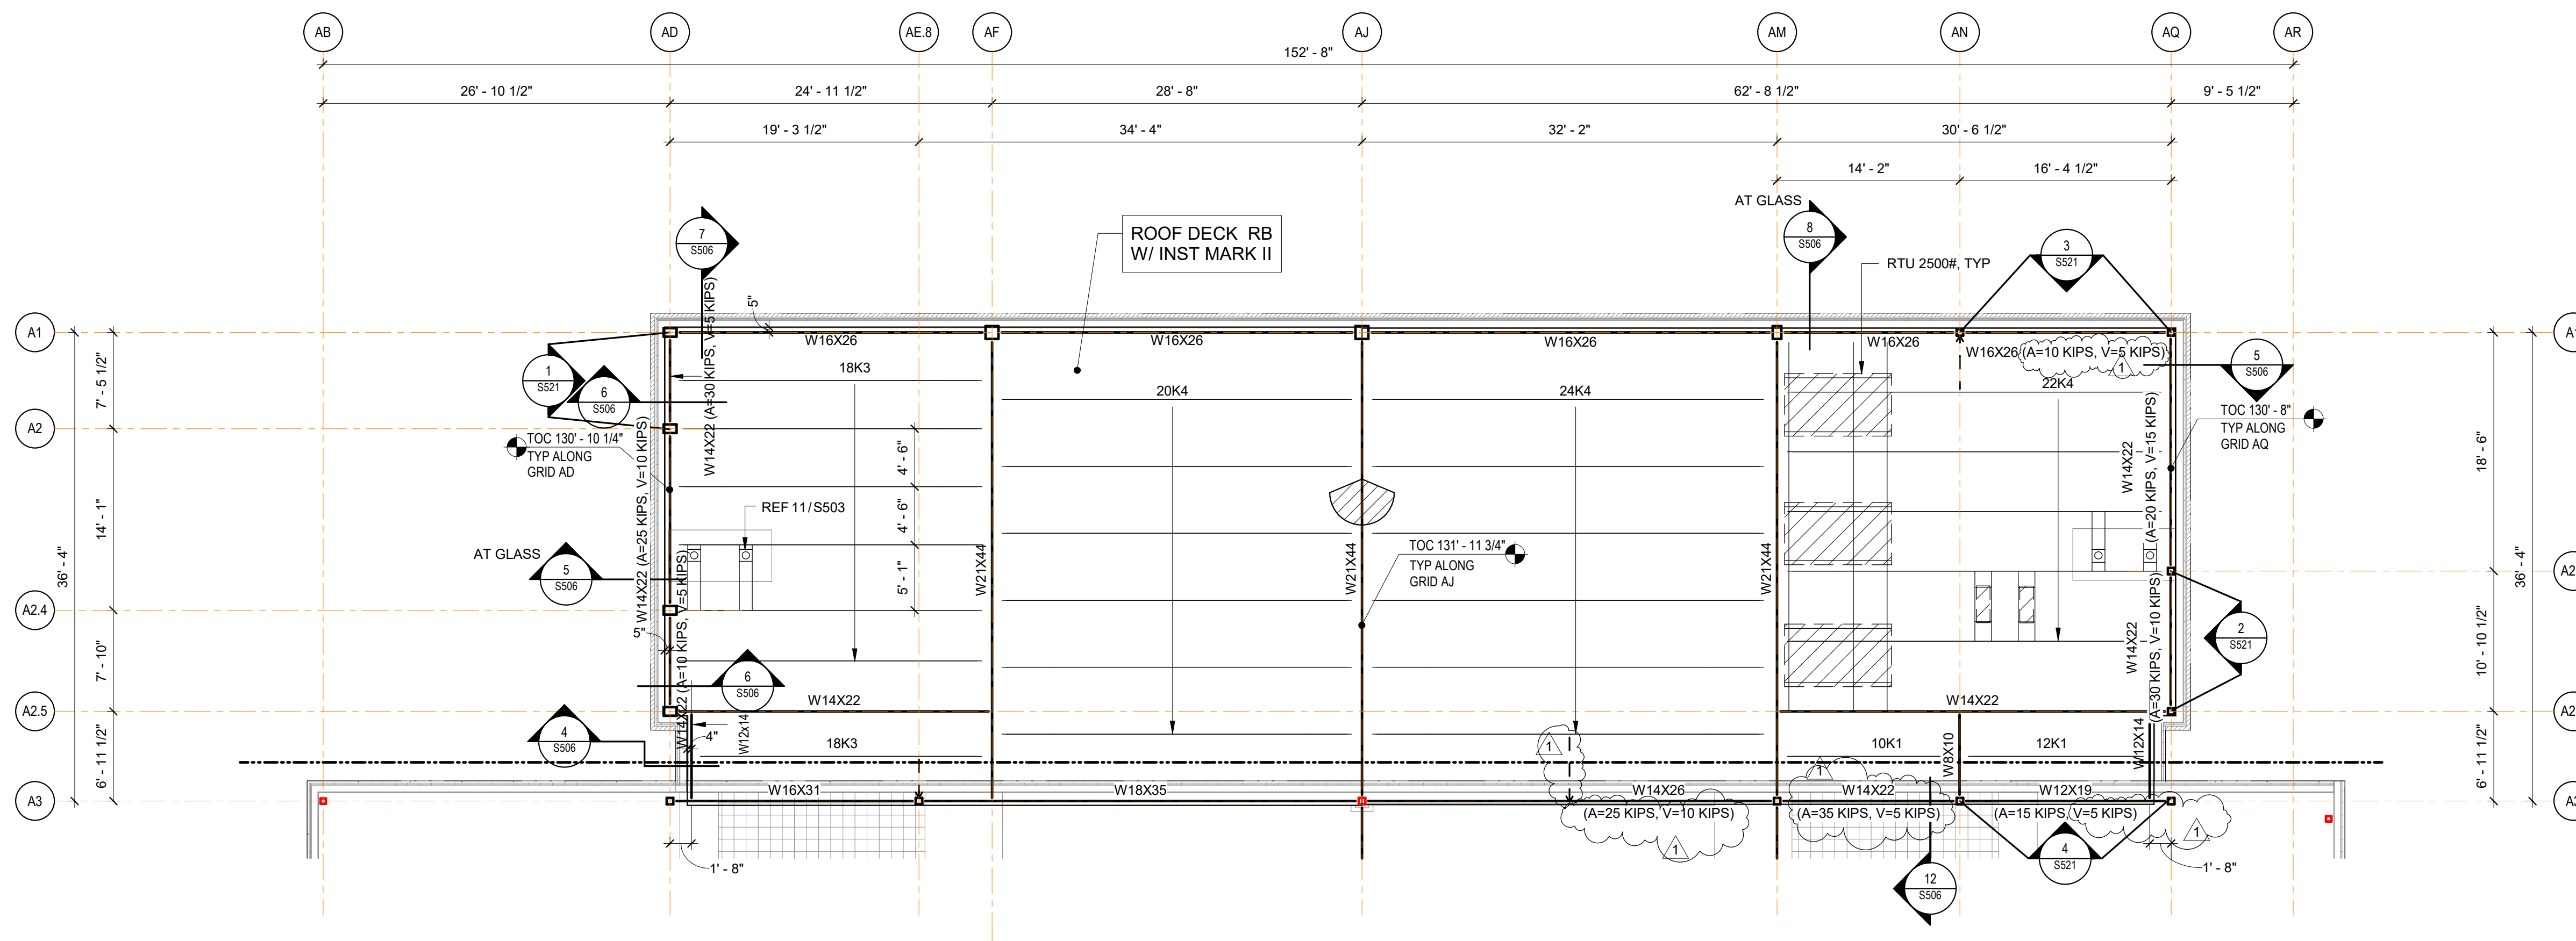 AB
AD
AE.8
AF
AJ
AM
AN
AQ
AR
152' - 8"
26' - 10 1/2"
24' - 11 1/2"
28' - 8"
62' - 8 1/2"
9' - 5 1/2"
19' - 3 1/2"
34' - 4"
32' - 2"
30' - 6 1/2"
14' - 2"
16' - 4 1/2"
7
S506
ROOF DECK RB
W/ INST MARK II
AT GLASS
8
S506
RTU 2500#, TYP
3
S521
A1
5"
W16X26
W16X26
W16X26
W16X26
W16X26 (A=10 KIPS, V=5 KIPS)
1
5
S506
1
S521
6
S506
18K3
20K4
24K4
22K4
W14X22 (A=30 KIPS, V=5 KIPS)
7' - 5 1/2"
A2
TOC 130' - 10 1/4"
TYP ALONG
GRID AD
TOC 130' - 8"
TYP ALONG
GRID AQ
W14X22
(A=20 KIPS, V=15 KIPS)
18' - 6"
4' - 6"
4' - 6"
5' - 1"
14' - 1"
36' - 4"
W14X22 (A=25 KIPS, V=10 KIPS)
REF 11/S503
AT GLASS
5
S506
W21X44
W21X44
W21X44
TOC 131' - 11 3/4"
TYP ALONG
GRID AJ
36' - 4"
A2.4
5"
W14X22 (A=10 KIPS, V=5 KIPS)
7' - 10"
6
S506
W14X22
(A=30 KIPS, V=10 KIPS)
2
S521
10' - 10 1/2"
A2.5
W14X22
W14X22
4
S506
4"
W12x14
18K3
1
10K1
12K1
W8X10
W12X14
6' - 11 1/2"
6' - 11 1/2"
1
A3
W16X31
W18X35
W14X26
W14X22
W12X19
(A=25 KIPS, V=10 KIPS)
(A=35 KIPS, V=5 KIPS)
(A=15 KIPS, V=5 KIPS)
1
1
4
S521
1' - 8"
1' - 8"
12
S506